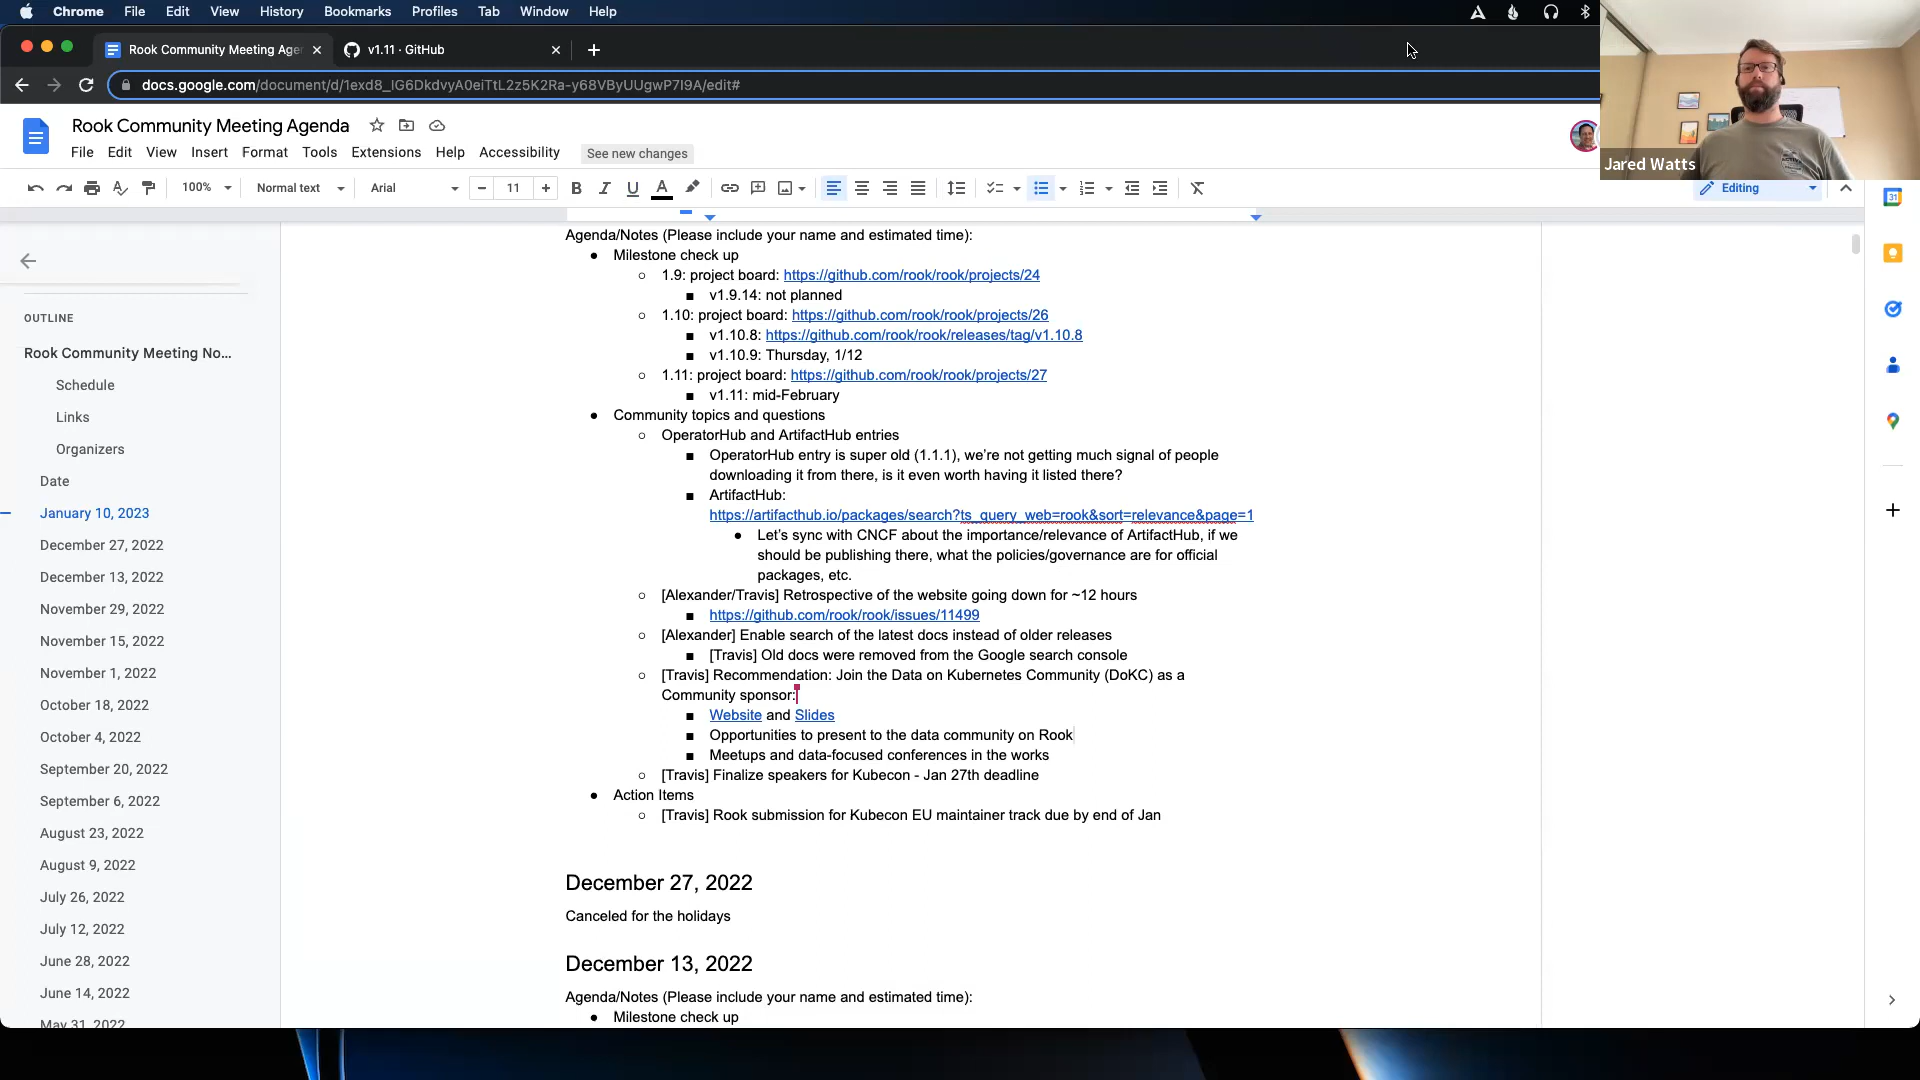 Chrome File Edit View History Bookmarks Profiles Tab Window Help
Rook Community Meeting Age
v1.11 · GitHub
docs.google.com/document/d/1exd8_lG6DkdvyA0eiTtL2z5K2Ra-y68VByUUgwP7I9A/edit#
Rook Community Meeting Agenda
File Edit View Insert Format Tools Extensions Help Accessibility See new changes
Jared Watts
100% Normal text Arial 11 Editing
OUTLINE
Rook Community Meeting No...
Schedule
Links
Organizers
Date
January 10, 2023
December 27, 2022
December 13, 2022
November 29, 2022
November 15, 2022
November 1, 2022
October 18, 2022
October 4, 2022
September 20, 2022
September 6, 2022
August 23, 2022
August 9, 2022
July 26, 2022
July 12, 2022
June 28, 2022
June 14, 2022
May 31, 2022
Agenda/Notes (Please include your name and estimated time):
Milestone check up
1.9: project board: https://github.com/rook/rook/projects/24
v1.9.14: not planned
1.10: project board: https://github.com/rook/rook/projects/26
v1.10.8: https://github.com/rook/rook/releases/tag/v1.10.8
v1.10.9: Thursday, 1/12
1.11: project board: https://github.com/rook/rook/projects/27
v1.11: mid-February
Community topics and questions
OperatorHub and ArtifactHub entries
OperatorHub entry is super old (1.1.1), we're not getting much signal of people
downloading it from there, is it even worth having it listed there?
ArtifactHub:
https://artifacthub.io/packages/search?ts_query_web=rook&sort=relevance&page=1
Let's sync with CNCF about the importance/relevance of ArtifactHub, if we
should be publishing there, what the policies/governance are for official
packages, etc.
[Alexander/Travis] Retrospective of the website going down for ~12 hours
https://github.com/rook/rook/issues/11499
[Alexander] Enable search of the latest docs instead of older releases
[Travis] Old docs were removed from the Google search console
[Travis] Recommendation: Join the Data on Kubernetes Community (DoKC) as a
Community sponsor:
Website and Slides
Opportunities to present to the data community on Rook
Meetups and data-focused conferences in the works
[Travis] Finalize speakers for Kubecon - Jan 27th deadline
Action Items
[Travis] Rook submission for Kubecon EU maintainer track due by end of Jan
December 27, 2022
Canceled for the holidays
December 13, 2022
Agenda/Notes (Please include your name and estimated time):
Milestone check up
31